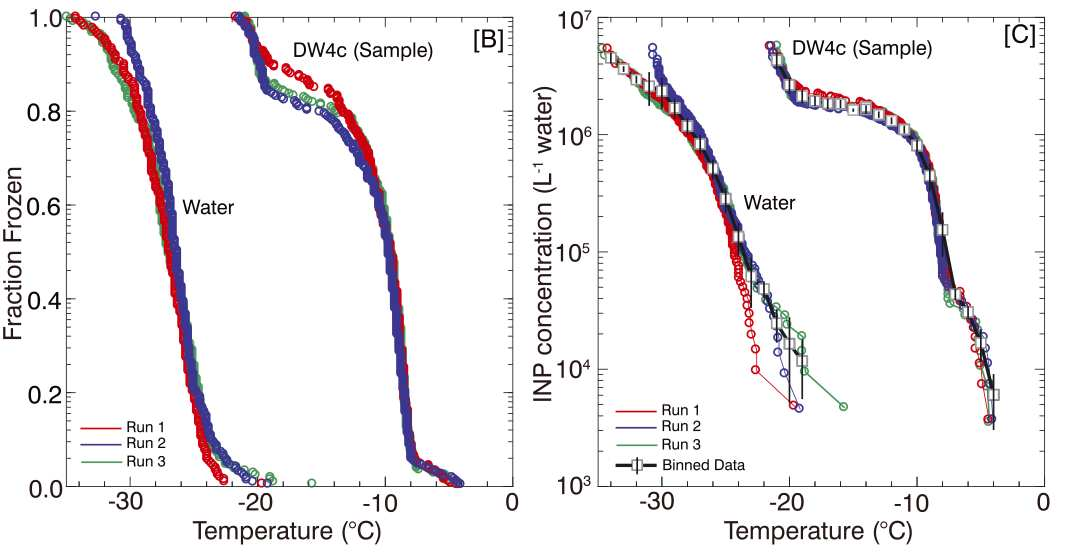 [B]
DW4c (Sample)
Water
Fraction Frozen
1.0
0.8
0.6
0.4
0.2
0.0
Run 1
Run 2
Run 3
-30
-20
-10
0
Temperature (°C)
[C]
DW4c (Sample)
Water
INP concentration (L⁻¹ water)
10⁷
10⁶
10⁵
10⁴
10³
Run 1
Run 2
Run 3
Binned Data
-30
-20
-10
0
Temperature (°C)